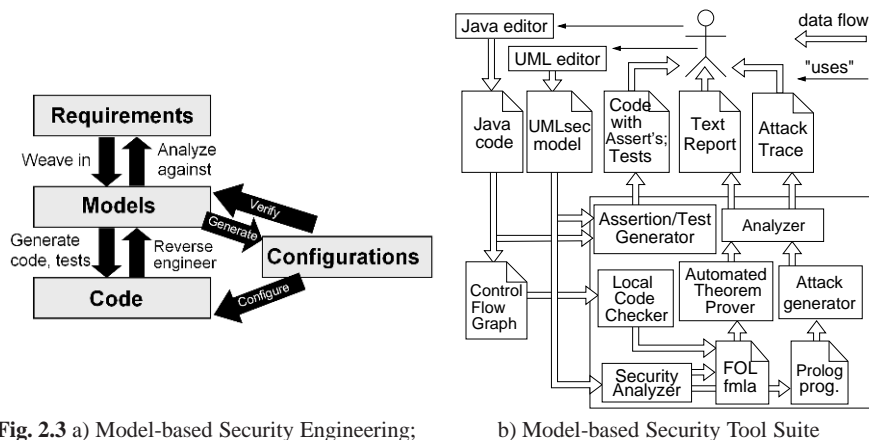 Requirements
Weave in
Analyze
against
Models
Verify
Generate
Generate
code, tests
Reverse
engineer
Configurations
Code
Configure
Java editor
UML editor
data flow
"uses"
Java
code
UMLsec
model
Code
with
Assert's;
Tests
Text
Report
Attack
Trace
Assertion/Test
Generator
Analyzer
Control
Flow
Graph
Local
Code
Checker
Automated
Theorem
Prover
Attack
generator
Security
Analyzer
FOL
fmla
Prolog
prog.
Fig. 2.3 a) Model-based Security Engineering; b) Model-based Security Tool Suite